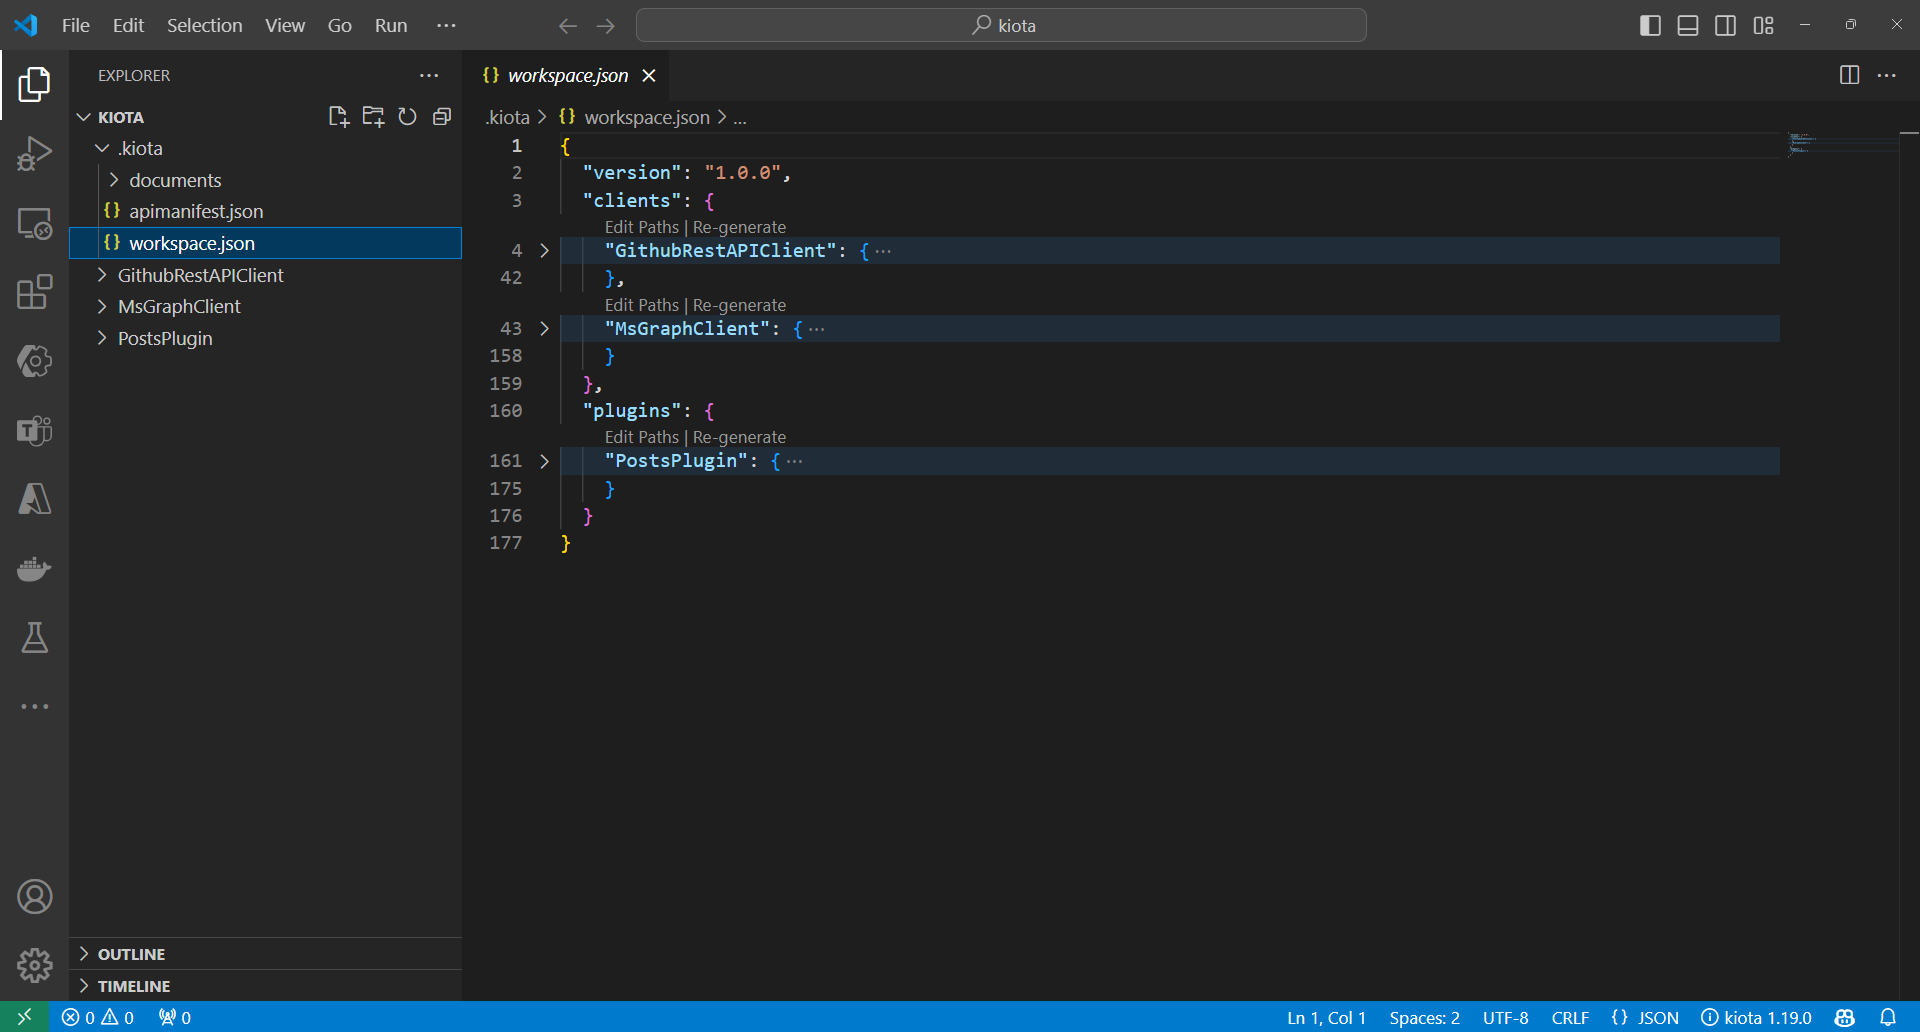 File Edit Selection View Go Run ···
kiota
EXPLORER
KIOTA
.kiota
documents
{} apimanifest.json
{} workspace.json
GithubRestAPIClient
MsGraphClient
PostsPlugin
OUTLINE
TIMELINE
{} workspace.json
.kiota > {} workspace.json > ...
1 {
2 "version": "1.0.0",
3 "clients": {
Edit Paths | Re-generate
4 "GithubRestAPIClient": { ···
42 },
Edit Paths | Re-generate
43 "MsGraphClient": { ···
158 }
159 },
160 "plugins": {
Edit Paths | Re-generate
161 "PostsPlugin": { ···
175 }
176 }
177 }
0 0 0
Ln 1, Col 1 Spaces: 2 UTF-8 CRLF {} JSON kiota 1.19.0